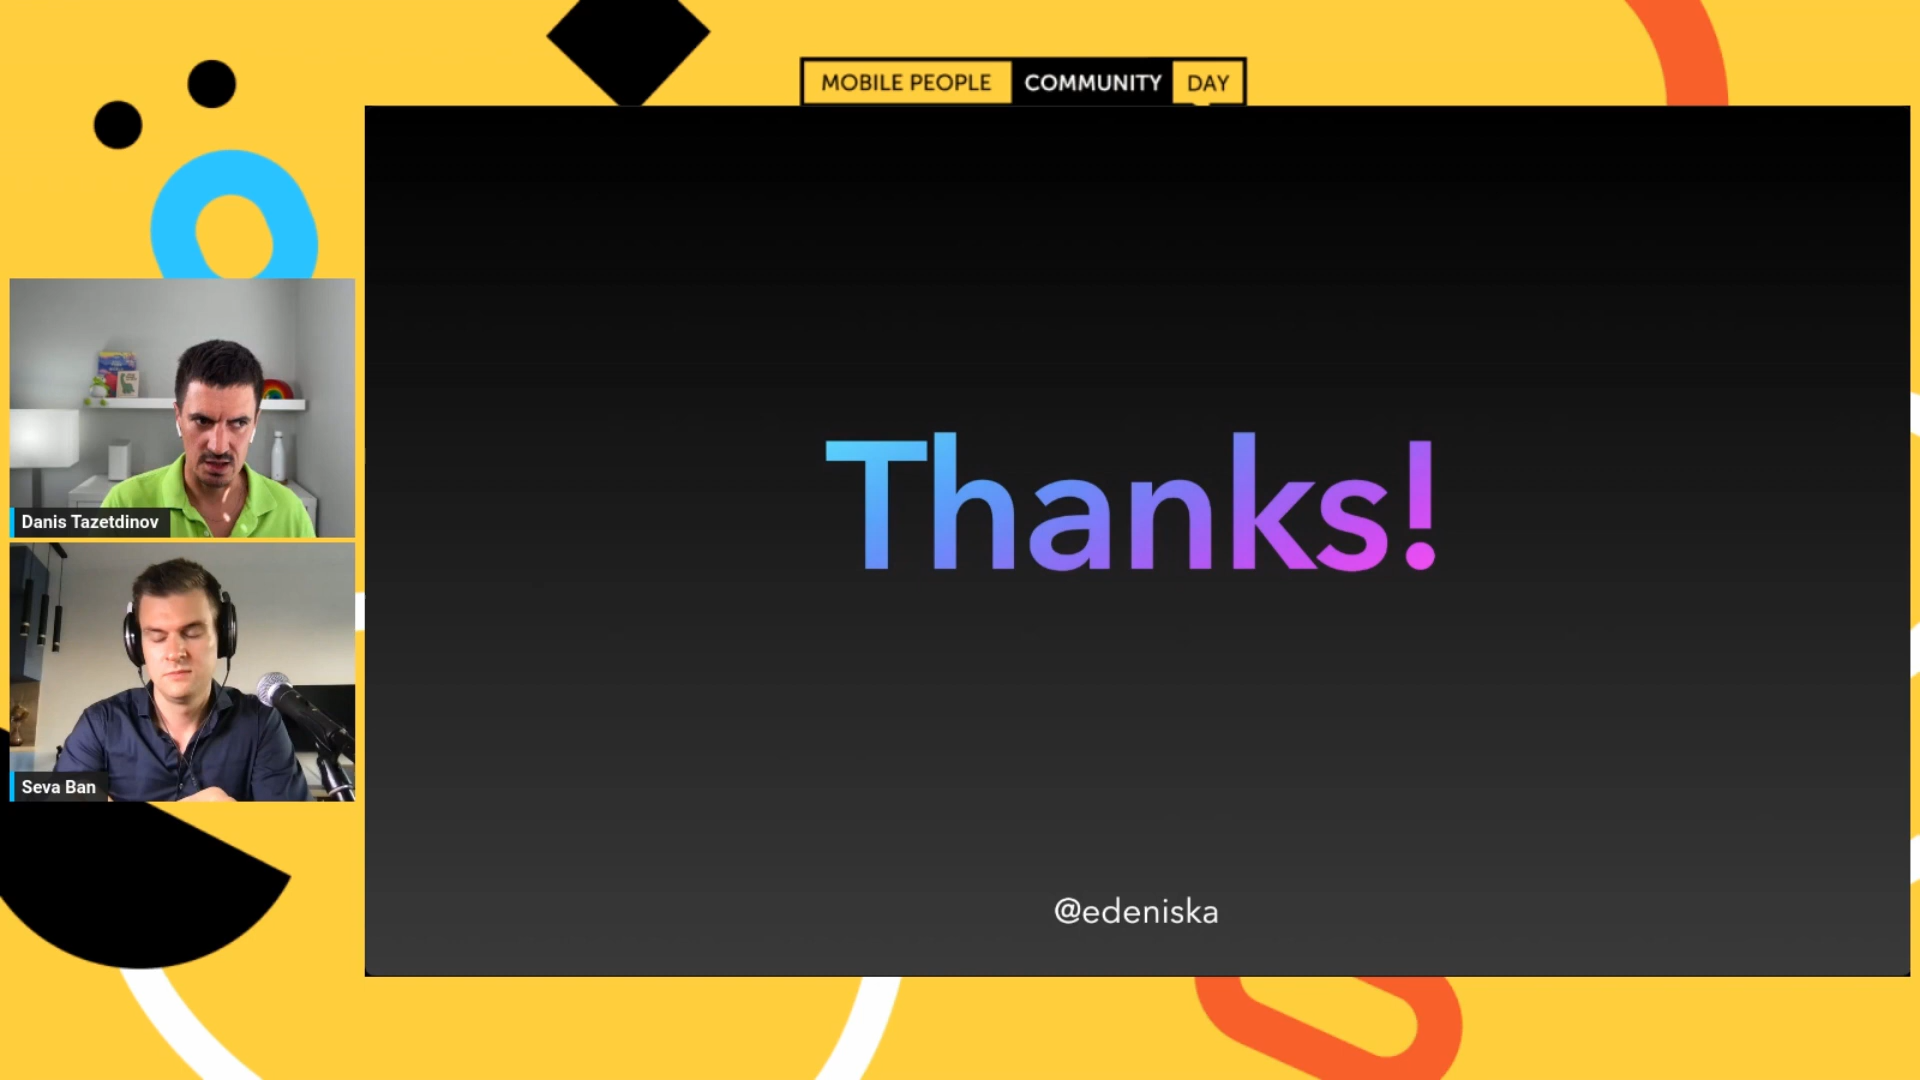 MOBILE PEOPLE COMMUNITY DAY
Danis Tazetdinov
Seva Ban
Thanks!
@edeniska